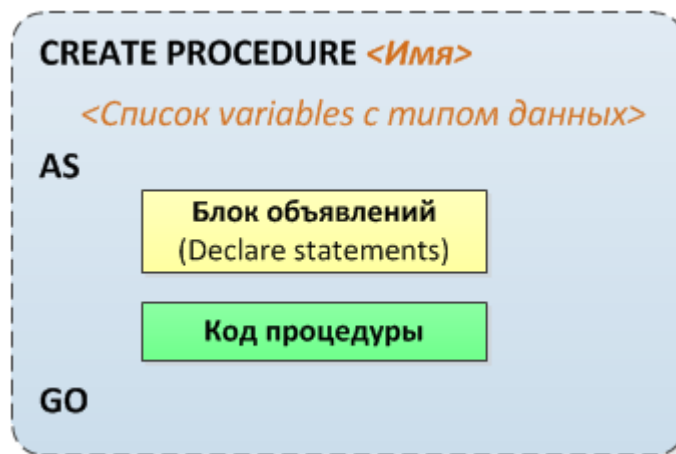 CREATE PROCEDURE <Имя>
<Список variables с типом данных>
AS
Блок объявлений
(Declare statements)
Код процедуры
GO